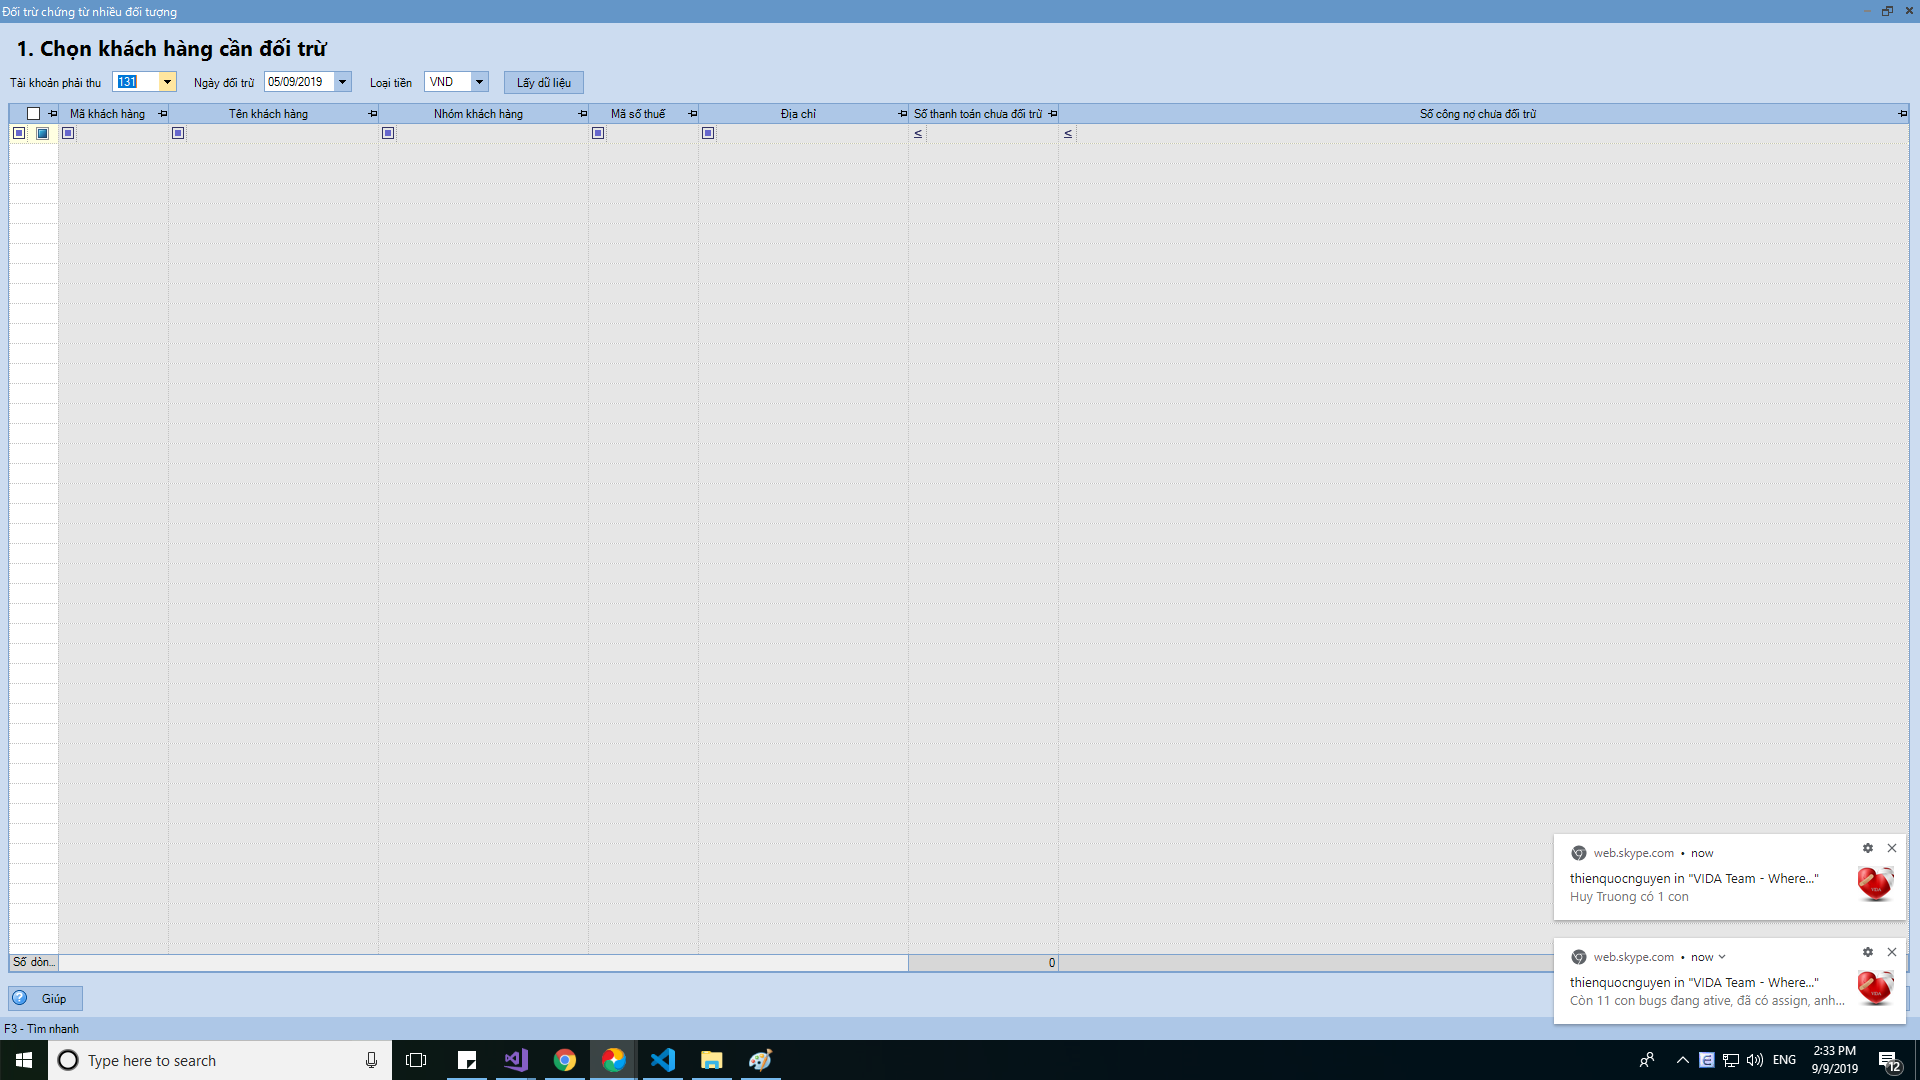 Đối trừ chứng từ nhiều đối tượng
1. Chọn khách hàng cần đối trừ
Tài khoản phải thu 131 Ngày đối trừ 05/09/2019 Loại tiền VND Lấy dữ liệu
Mã khách hàng Tên khách hàng Nhóm khách hàng Mã số thuế Địa chỉ Số thanh toán chưa đối trừ Số công nợ chưa đối trừ
≤ ≤
web.skype.com • now
thienquocnguyen in "VIDA Team - Where..."
Huy Truong có 1 con
Số dòn... 0
web.skype.com • now
thienquocnguyen in "VIDA Team - Where..."
Còn 11 con bugs đang ative, đã có assign, anh...
Giúp
F3 - Tìm nhanh
Type here to search
ENG
2:33 PM
9/9/2019
12